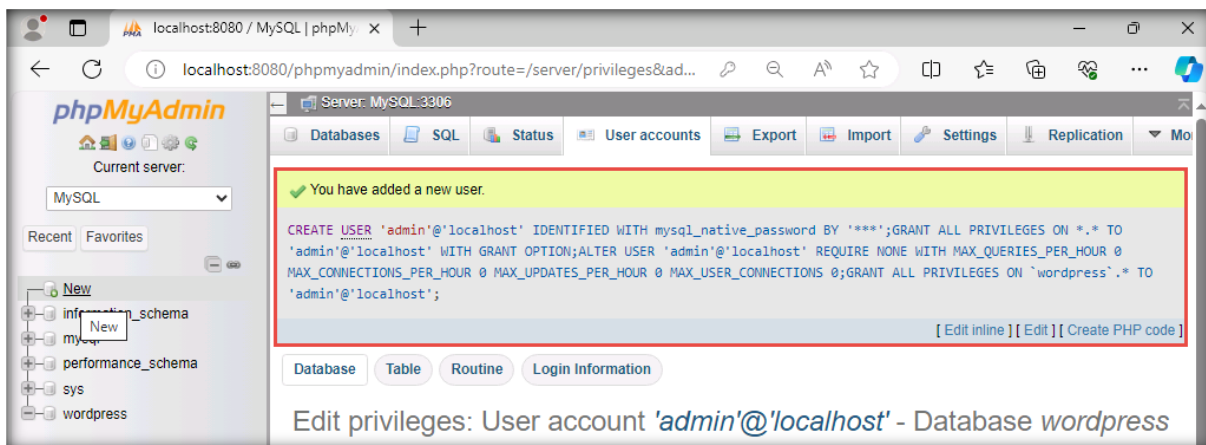 localhost:8080 / MySQL | phpMy
localhost:8080/phpmyadmin/index.php?route=/server/privileges&ad...
phpMyAdmin
Current server:
MySQL
Recent Favorites
New
information_schema
New
mysql
performance_schema
sys
wordpress
Server: MySQL:3306
Databases SQL Status User accounts Export Import Settings Replication Mor
You have added a new user.
CREATE USER 'admin'@'localhost' IDENTIFIED WITH mysql_native_password BY '***';GRANT ALL PRIVILEGES ON *.* TO
'admin'@'localhost' WITH GRANT OPTION;ALTER USER 'admin'@'localhost' REQUIRE NONE WITH MAX_QUERIES_PER_HOUR 0
MAX_CONNECTIONS_PER_HOUR 0 MAX_UPDATES_PER_HOUR 0 MAX_USER_CONNECTIONS 0;GRANT ALL PRIVILEGES ON `wordpress`.* TO
'admin'@'localhost';
[ Edit inline ] [ Edit ] [ Create PHP code ]
Database Table Routine Login Information
Edit privileges: User account 'admin'@'localhost' - Database wordpress